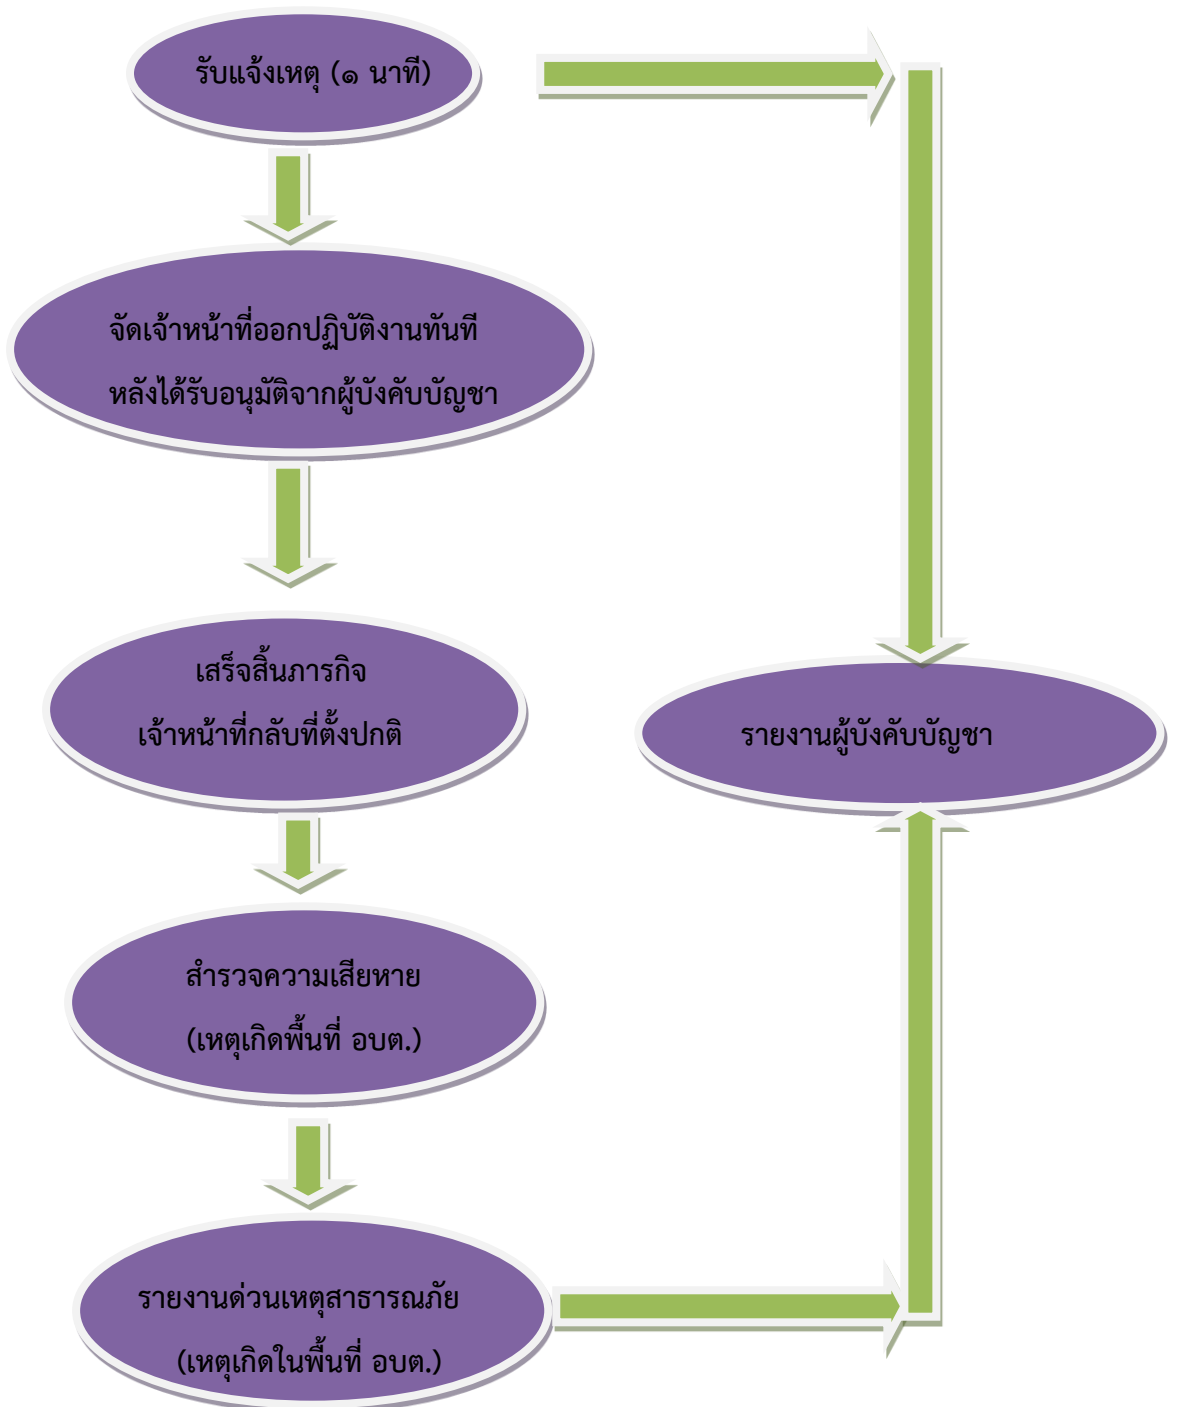 รับแจ้งเหตุ (๑ นาที)
จัดเจ้าหน้าที่ออกปฏิบัติงานทันที
หลังได้รับอนุมัติจากผู้บังคับบัญชา
เสร็จสิ้นภารกิจ
เจ้าหน้าที่กลับที่ตั้งปกติ
รายงานผู้บังคับบัญชา
สำรวจความเสียหาย
(เหตุเกิดพื้นที่ อบต.)
รายงานด่วนเหตุสาธารณภัย
(เหตุเกิดในพื้นที่ อบต.)